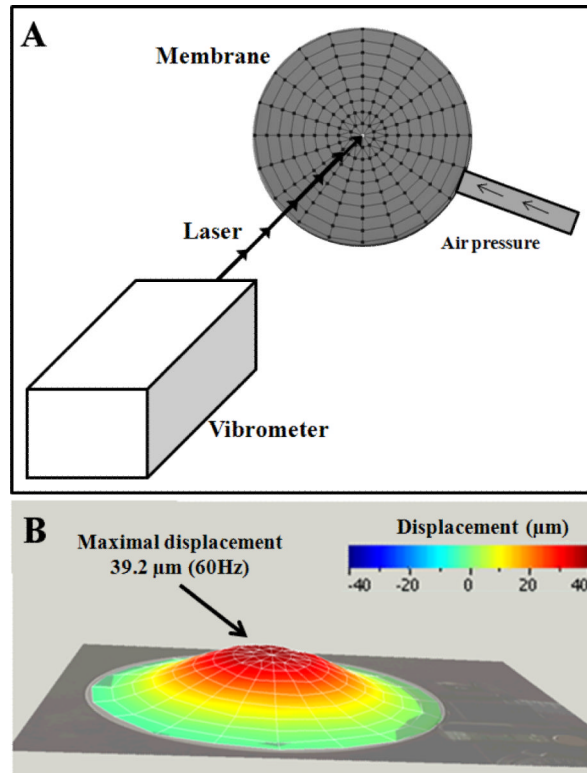 A
Membrane
Laser
Air pressure
Vibrometer
B
Maximal displacement
39.2 µm (60Hz)
Displacement (µm)
-40 -20 0 20 40